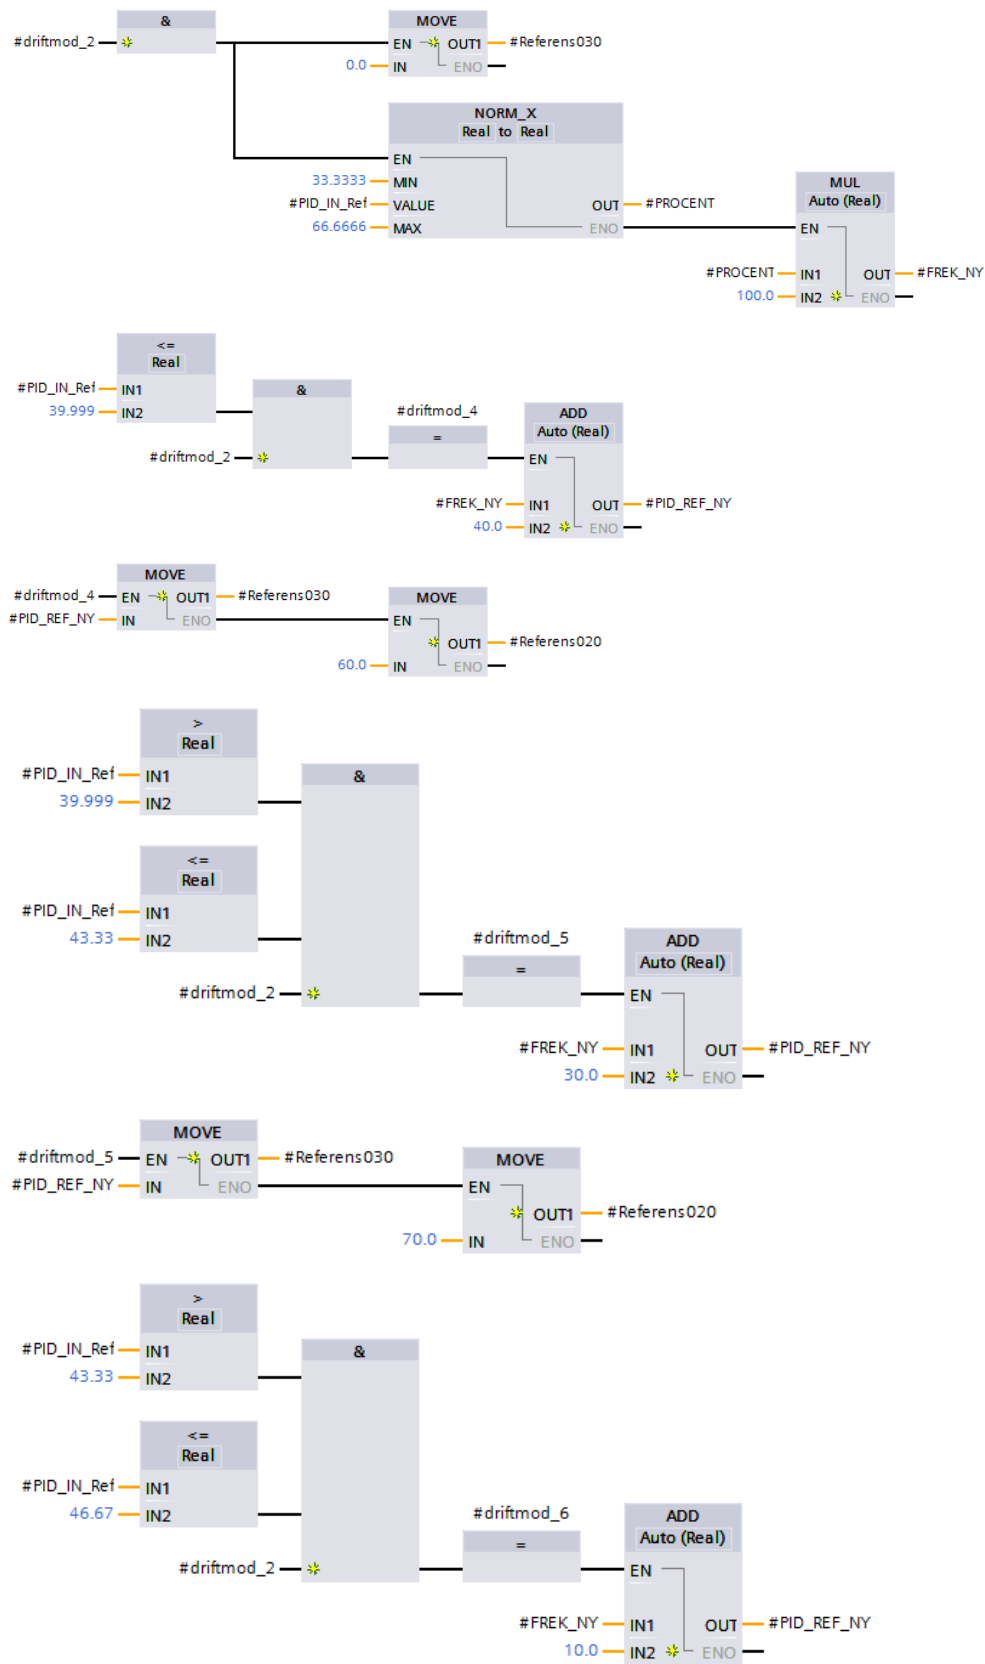 &
#driftmod_2
MOVE
EN OUT1 #Referens030
0.0 IN ENO
NORM_X
Real to Real
EN
33.3333 MIN
#PID_IN_Ref VALUE OUT #PROCENT
66.6666 MAX ENO
MUL
Auto (Real)
EN
#PROCENT IN1 OUT #FREK_NY
100.0 IN2 ENO
<=
Real
#PID_IN_Ref IN1
39.999 IN2
&
#driftmod_2
#driftmod_4
=
ADD
Auto (Real)
EN
#FREK_NY IN1 OUT #PID_REF_NY
40.0 IN2 ENO
MOVE
#driftmod_4 EN OUT1 #Referens030
#PID_REF_NY IN ENO
MOVE
EN
OUT1 #Referens020
60.0 IN ENO
>
Real
#PID_IN_Ref IN1
39.999 IN2
&
<=
Real
#PID_IN_Ref IN1
43.33 IN2
#driftmod_2
#driftmod_5
=
ADD
Auto (Real)
EN
#FREK_NY IN1 OUT #PID_REF_NY
30.0 IN2 ENO
MOVE
#driftmod_5 EN OUT1 #Referens030
#PID_REF_NY IN ENO
MOVE
EN
OUT1 #Referens020
70.0 IN ENO
>
Real
#PID_IN_Ref IN1
43.33 IN2
&
<=
Real
#PID_IN_Ref IN1
46.67 IN2
#driftmod_2
#driftmod_6
=
ADD
Auto (Real)
EN
#FREK_NY IN1 OUT #PID_REF_NY
10.0 IN2 ENO